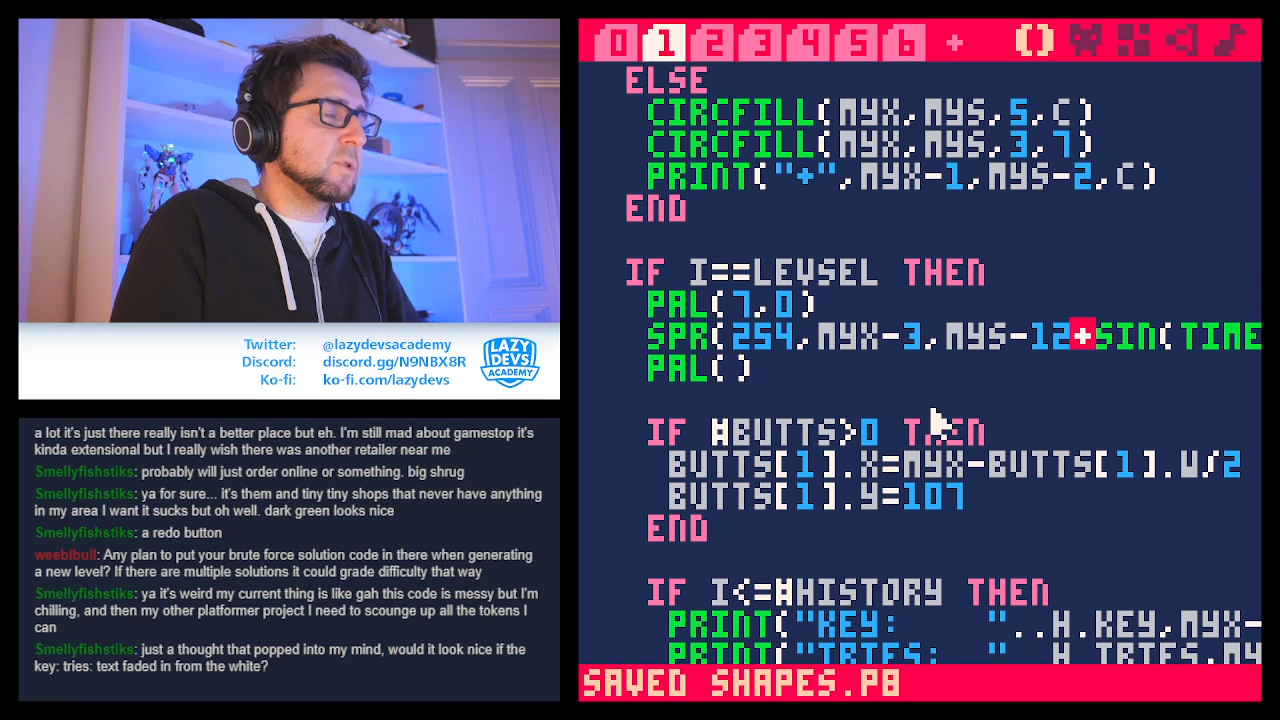 Twitter: @lazydevsacademy
Discord: discord.gg/N9NBX8R
Ko-fi: ko-fi.com/lazydevs
LAZY
DEVS
ACADEMY
a lot it's just there really isn't a better place but eh. I'm still mad about gamestop it's
kinda extensional but I really wish there was another retailer near me
Smellyfishstiks: probably will just order online or something. big shrug
Smellyfishstiks: ya for sure... it's them and tiny tiny shops that never have anything
in my area I want it sucks but oh well. dark green looks nice
Smellyfishstiks: a redo button
weeblbull: Any plan to put your brute force solution code in there when generating
a new level? If there are multiple solutions it could grade difficulty that way
Smellyfishstiks: ya it's weird my current thing is like gah this code is messy but I'm
chilling, and then my other platformer project I need to scounge up all the tokens I
can
Smellyfishstiks: just a thought that popped into my mind, would it look nice if the
key: tries: text faded in from the white?
0 1 2 3 4 5 6 +
ELSE
CIRCFILL(MYX,MYS,5,C)
CIRCFILL(MYX,MYS,3,7)
PRINT("+",MYX-1,MYS-2,C)
END
IF I==LEVSEL THEN
PAL(7,0)
SPR(254,MYX-3,MYS-12+SIN(TIME
PAL()
IF #BUTTS>0 THEN
BUTTS[1].X=MYX-BUTTS[1].W/2
BUTTS[1].Y=107
END
IF I<=#HISTORY THEN
PRINT("KEY: "..H.KEY,MYX-
PRINT("TRIES: " H.TRIES,MY
SAVED SHAPES.P8